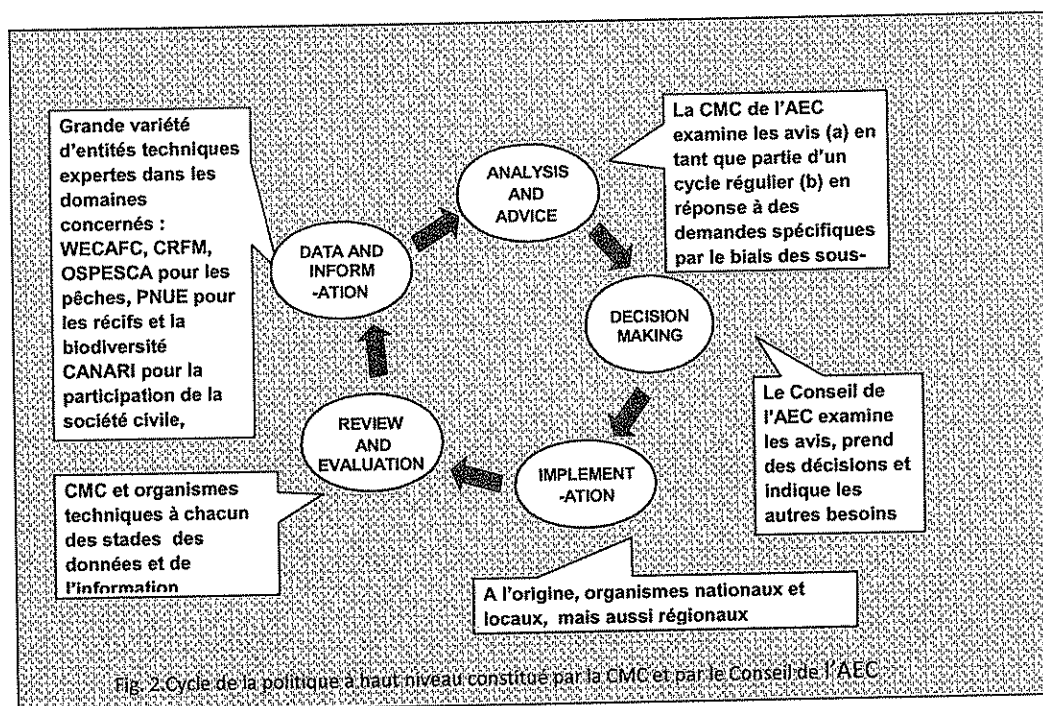 Grande variété
d'entités techniques
expertes dans les
domaines
concernés :
WECAFC, CRFM,
OSPESCA pour les
pêches, PNUE pour
les récifs et la
biodiversité
CANARI pour la
participation de la
société civile,
ANALYSIS
AND
ADVICE
La CMC de l'AEC
examine les avis (a) en
tant que partie d'un
cycle régulier (b) en
réponse à des
demandes spécifiques
par le biais des sous-
DATA AND
INFORM
-ATION
DECISION
MAKING
Le Conseil de
l'AEC examine
les avis, prend
des décisions et
indique les
autres besoins
REVIEW
AND
EVALUATION
IMPLEMENT
-ATION
CMC et organismes
techniques à chacun
des stades des
données et de
l'information
A l'origine, organismes nationaux et
locaux, mais aussi régionaux
Fig. 2.Cycle de la politique à haut niveau constitué par la CMC et par le Conseil de l'AEC